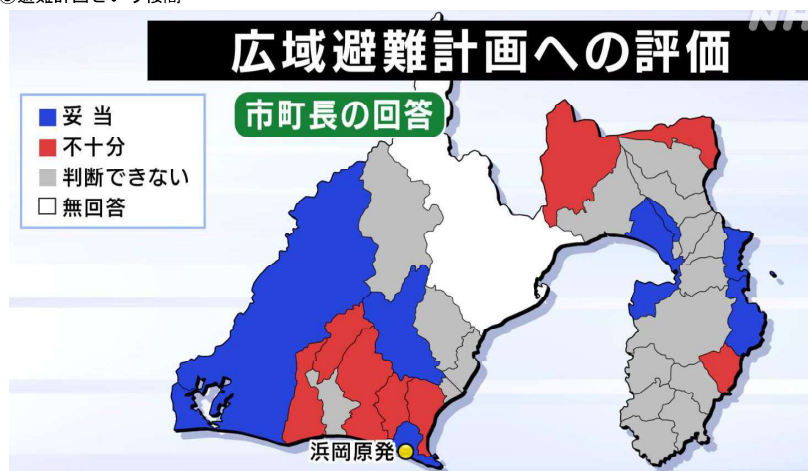 広域避難計画への評価
市町長の回答
妥当
不十分
判断できない
無回答
浜岡原発